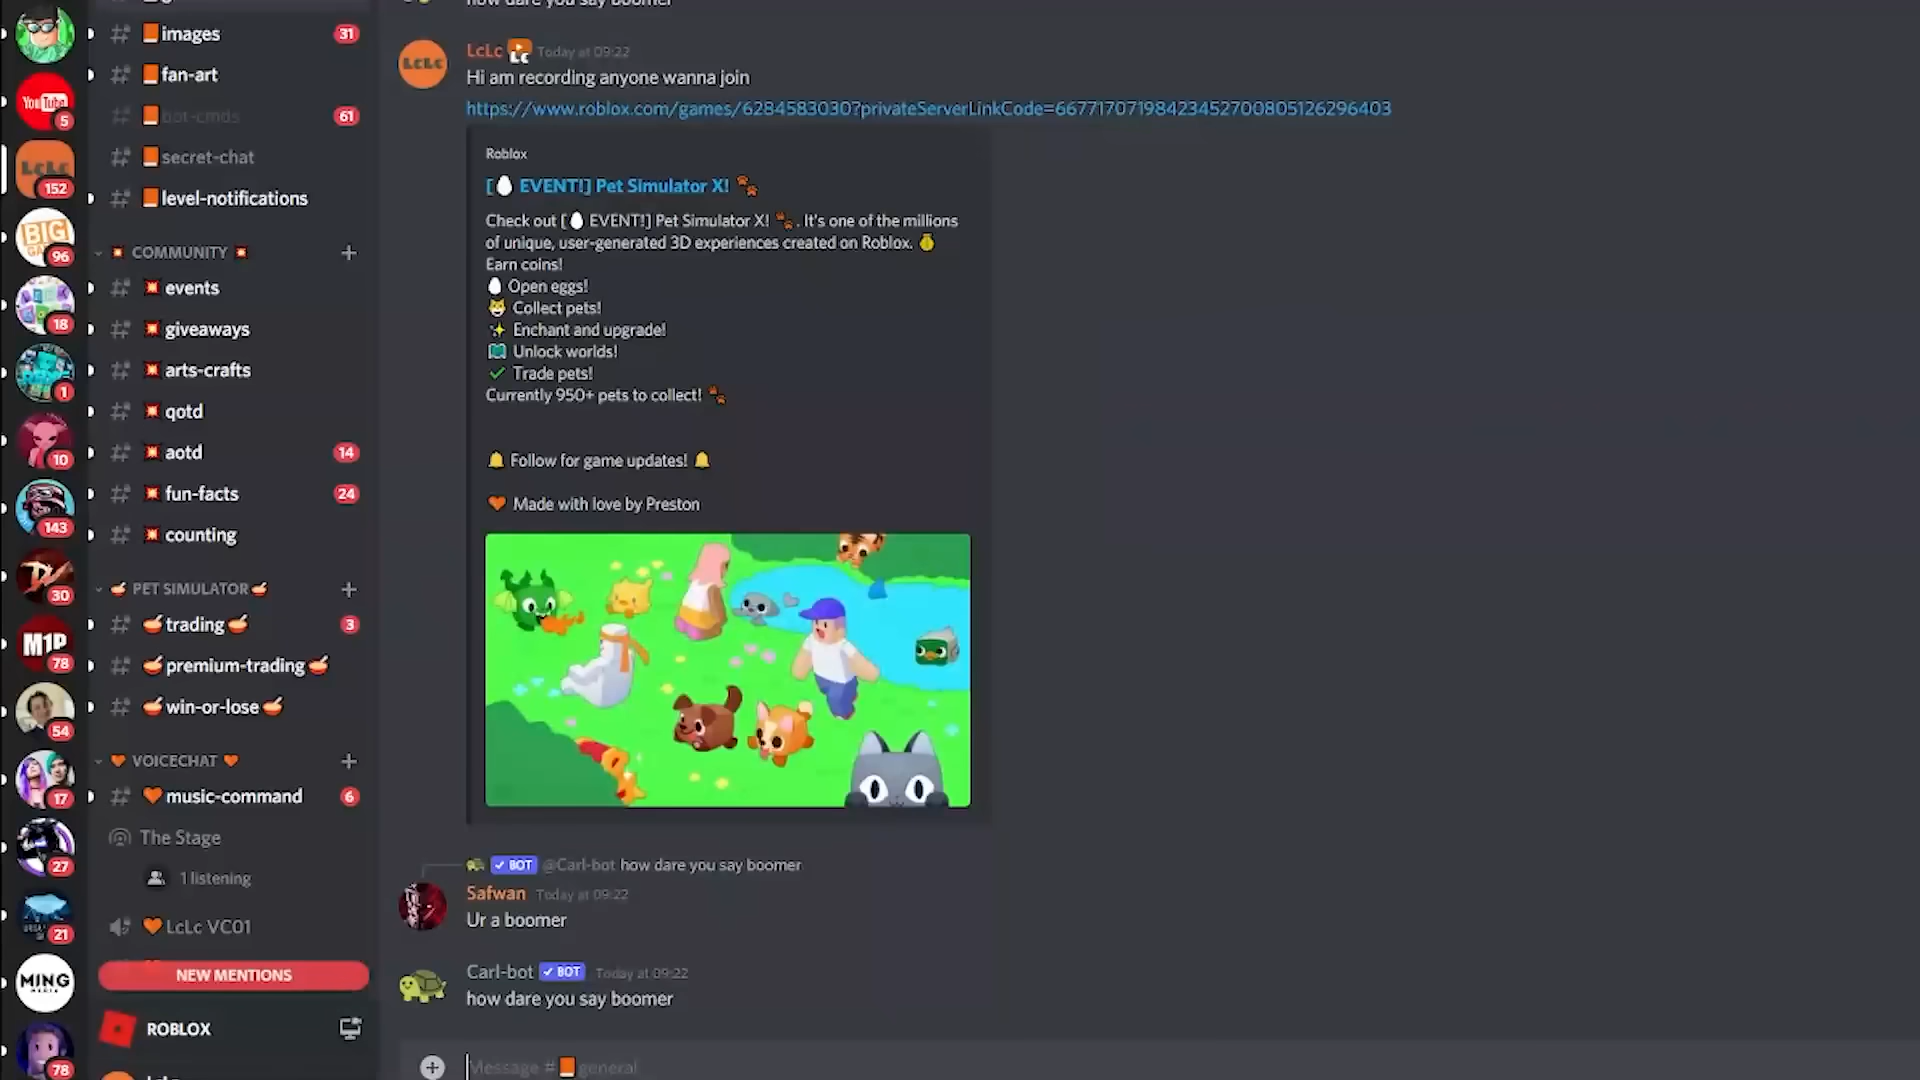 how dare you say boomer
YouTube
5
LcLc
152
BIG
96
18
1
10
143
30
M1P
78
54
17
27
21
MING
78
# images 31
# fan-art
# bot-cmds 61
# secret-chat
# level-notifications
COMMUNITY +
# events
# giveaways
# arts-crafts
# qotd
# aotd 14
# fun-facts 24
# counting
PET SIMULATOR +
# trading 3
# premium-trading
# win-or-lose
VOICECHAT +
# music-command 6
The Stage
1 listening
LcLc VC01
NEW MENTIONS
ROBLOX
LcLc
LcLc Today at 09:22
Hi am recording anyone wanna join
https://www.roblox.com/games/6284583030?privateServerLinkCode=66771707198423452700805126296403
Roblox
[🥚 EVENT!] Pet Simulator X! 🐾
Check out [🥚 EVENT!] Pet Simulator X! 🐾. It's one of the millions
of unique, user-generated 3D experiences created on Roblox. 💰
Earn coins!
🥚 Open eggs!
😺 Collect pets!
✨ Enchant and upgrade!
🗺️ Unlock worlds!
✔️ Trade pets!
Currently 950+ pets to collect! 🐾
🔔 Follow for game updates! 🔔
🧡 Made with love by Preston
✓ BOT @Carl-bot how dare you say boomer
Safwan Today at 09:22
Ur a boomer
Carl-bot ✓ BOT Today at 09:22
how dare you say boomer
Message # general